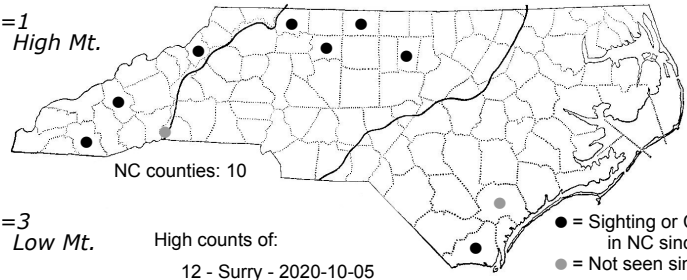 =1
High Mt.
NC counties: 10
=3
Low Mt.
High counts of:
12 - Surry - 2020-10-05
= Sighting or
in NC sinc
= Not seen sin